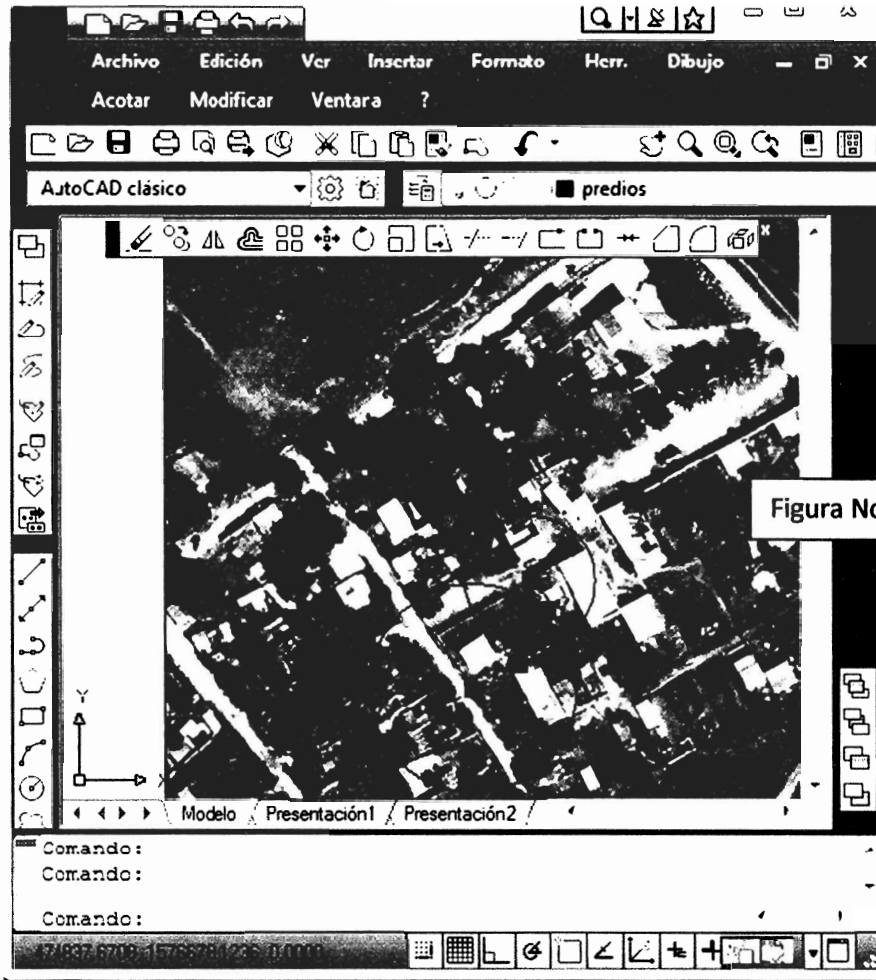 Archivo Edición Ver Insertar Formato Herr. Dibujo
Acotar Modificar Ventara ?
AutoCAD clásico predios
Figura No
Y
X
Modelo Presentación1 Presentación2
Comando:
Comando:
Comando: